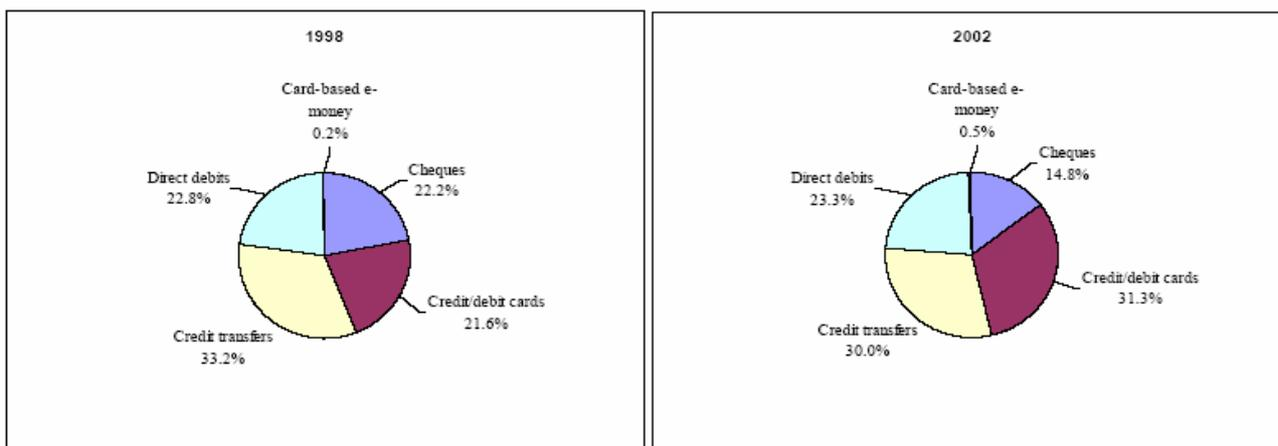 1998
Card-based e-
money
0.2%
Cheques
22.2%
Direct debits
22.8%
Credit/debit cards
21.6%
Credit transfers
33.2%
2002
Card-based e-
money
0.5%
Cheques
14.8%
Direct debits
23.3%
Credit/debit cards
31.3%
Credit transfers
30.0%